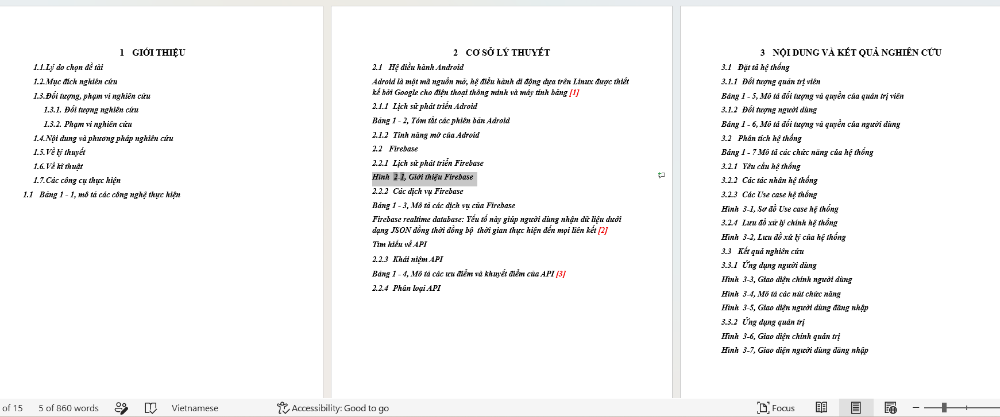 1 GIỚI THIỆU
1.1.Lý do chọn đề tài
1.2.Mục đích nghiên cứu
1.3.Đối tượng, phạm vi nghiên cứu
1.3.1. Đối tượng nghiên cứu
1.3.2. Phạm vi nghiên cứu
1.4.Nội dung và phương pháp nghiên cứu
1.5.Về lý thuyết
1.6.Về kĩ thuật
1.7.Các công cụ thực hiện
1.1 Bảng 1 - 1, mô tả các công nghệ thực hiện
2 CƠ SỞ LÝ THUYẾT
2.1 Hệ điều hành Android
Adroid là một mã nguồn mở, hệ điều hành di động dựa trên Linux được thiết
kế bởi Google cho điện thoại thông minh và máy tính bảng [1]
2.1.1 Lịch sử phát triển Adroid
Bảng 1 - 2, Tóm tắt các phiên bản Adroid
2.1.2 Tính năng mở của Adroid
2.2 Firebase
2.2.1 Lịch sử phát triển Firebase
Hình 2-1, Giới thiệu Firebase
2.2.2 Các dịch vụ Firebase
Bảng 1 - 3, Mô tả các dịch vụ của Firebase
Firebase realtime database: Yếu tố này giúp người dùng nhận dữ liệu dưới
dạng JSON đồng thời đồng bộ thời gian thực hiện đến mọi liên kết [2]
Tìm hiểu về API
2.2.3 Khái niệm API
Bảng 1 - 4, Mô tả các ưu điểm và khuyết điểm của API [3]
2.2.4 Phân loại API
3 NỘI DUNG VÀ KẾT QUẢ NGHIÊN CỨU
3.1 Đặt tả hệ thống
3.1.1 Đối tượng quản trị viên
Bảng 1 - 5, Mô tả đối tượng và quyền của quản trị viên
3.1.2 Đối tượng người dùng
Bảng 1 - 6, Mô tả đối tượng và quyền của người dùng
3.2 Phân tích hệ thống
Bảng 1 - 7 Mô tả các chức năng của hệ thống
3.2.1 Yêu cầu hệ thống
3.2.2 Các tác nhân hệ thống
3.2.3 Các Use case hệ thống
Hình 3-1, Sơ đồ Use case hệ thống
3.2.4 Lưu đồ xử lý chính hệ thống
Hình 3-2, Lưu đồ xử lý của hệ thống
3.3 Kết quả nghiên cứu
3.3.1 Ứng dụng người dùng
Hình 3-3, Giao diện chính người dùng
Hình 3-4, Mô tả các nút chức năng
Hình 3-5, Giao diện người dùng đăng nhập
3.3.2 Ứng dụng quản trị
Hình 3-6, Giao diện chính quản trị
Hình 3-7, Giao diện người dùng đăng nhập
of 15 5 of 860 words Vietnamese Accessibility: Good to go Focus